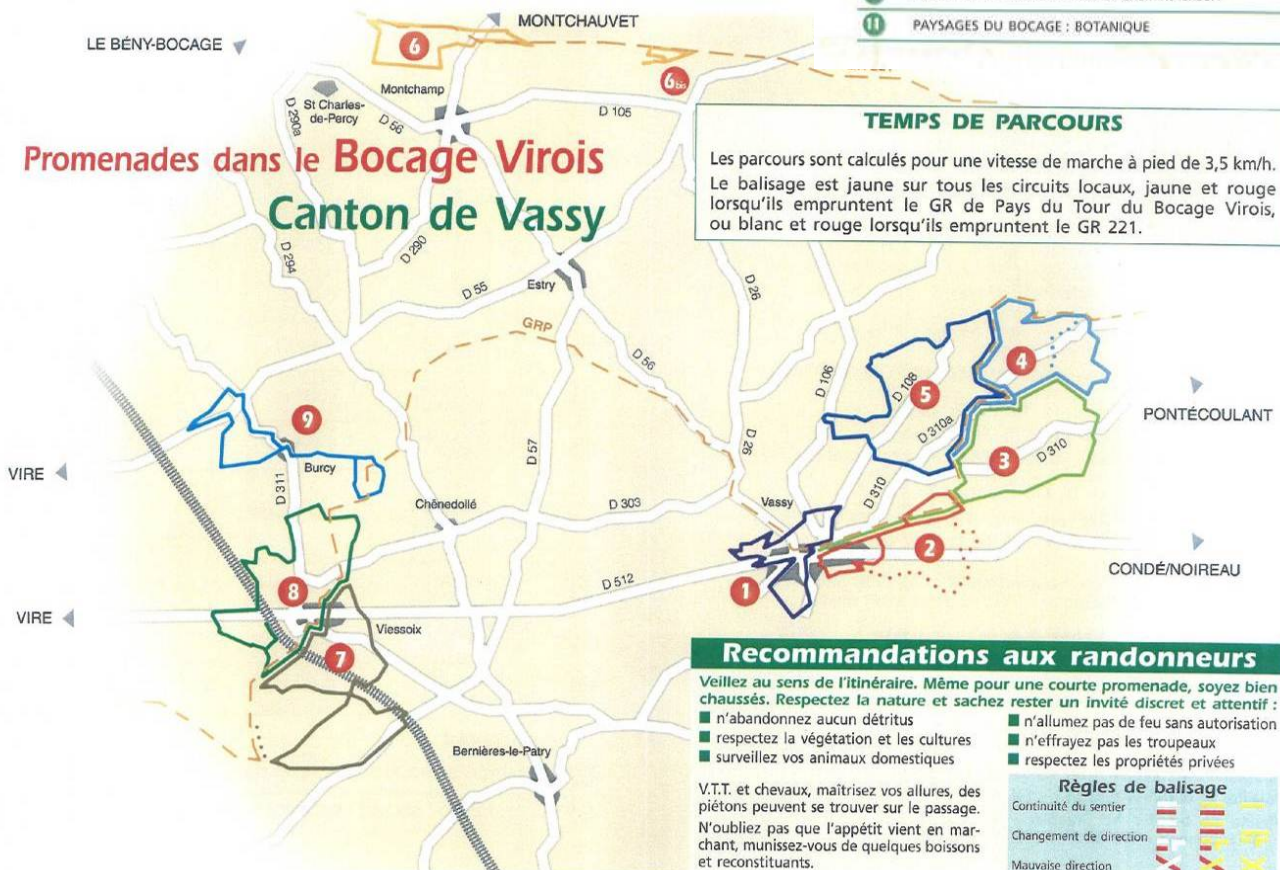 11 PAYSAGES DU BOCAGE : BOTANIQUE
MONTCHAUVET
LE BÉNY-BOCAGE
6
6 bis
Montchamp
St Charles-
de-Percy
D 290a
D 56
D 105
Promenades dans le Bocage Virois
Canton de Vassy
TEMPS DE PARCOURS
Les parcours sont calculés pour une vitesse de marche à pied de 3,5 km/h.
Le balisage est jaune sur tous les circuits locaux, jaune et rouge
lorsqu'ils empruntent le GR de Pays du Tour du Bocage Virois,
ou blanc et rouge lorsqu'ils empruntent le GR 221.
D 294
D 290
D 55
Estry
D 26
GRP
D 56
D 106
D 108
5
4
PONTÉCOULANT
D 310a
3
D 310
9
Burcy
VIRE
D 311
D 57
D 26
Chênedollé
D 303
Vassy
D 310
2
CONDÉ/NOIREAU
D 512
1
8
VIRE
Viessoix
7
Bernières-le-Patry
Recommandations aux randonneurs
Veillez au sens de l'itinéraire. Même pour une courte promenade, soyez bien
chaussés. Respectez la nature et sachez rester un invité discret et attentif :
n'abandonnez aucun détritus
respectez la végétation et les cultures
surveillez vos animaux domestiques
n'allumez pas de feu sans autorisation
n'effrayez pas les troupeaux
respectez les propriétés privées
V.T.T. et chevaux, maîtrisez vos allures, des
piétons peuvent se trouver sur le passage.
N'oubliez pas que l'appétit vient en mar-
chant, munissez-vous de quelques boissons
et reconstituants.
Règles de balisage
Continuité du sentier
Changement de direction
Mauvaise direction